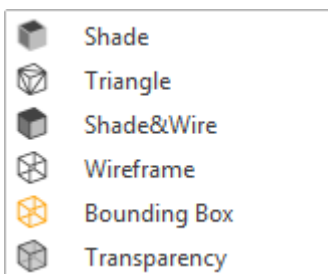 Shade
Triangle
Shade&Wire
Wireframe
Bounding Box
Transparency